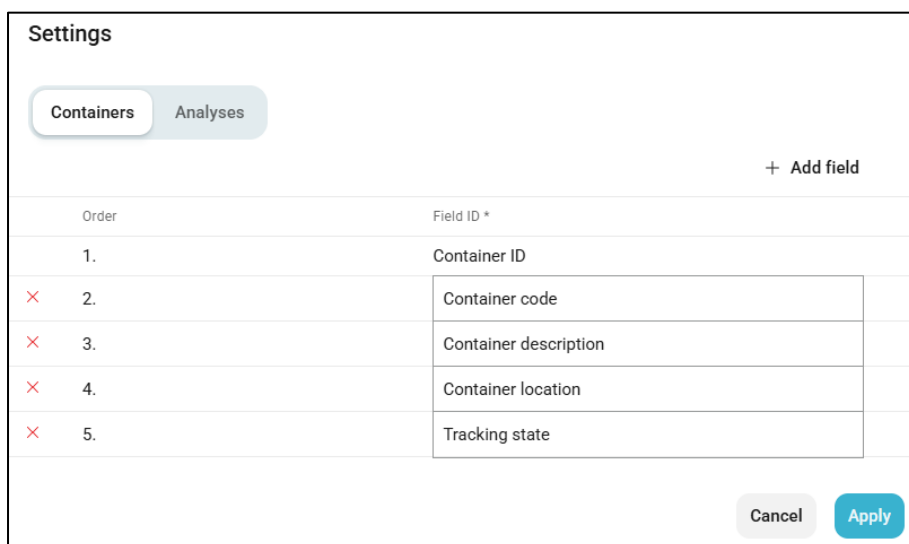 Settings
Containers Analyses
+ Add field
Order Field ID *
1. Container ID
2. Container code
3. Container description
4. Container location
5. Tracking state
Cancel Apply